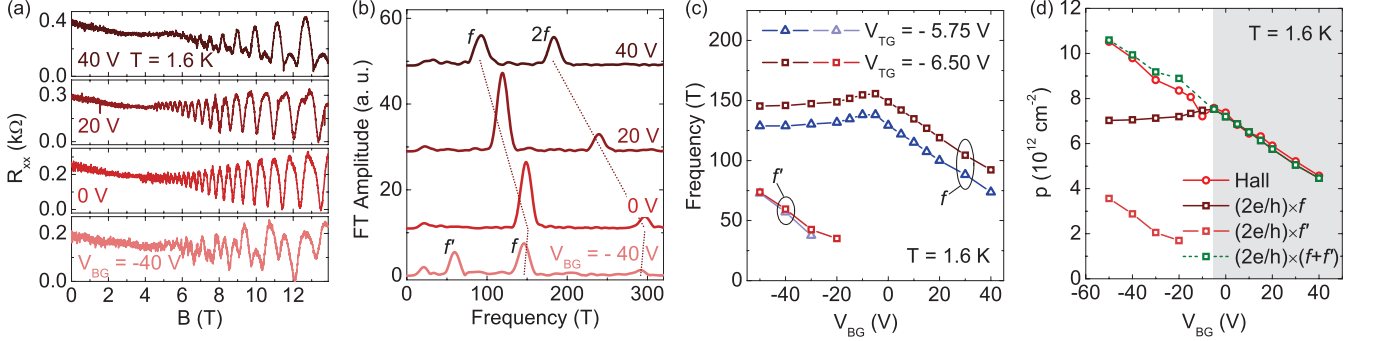 (a)
0.4
0.0
40 V T = 1.6 K
0.3
0.0
20 V
0.4
0.0
0 V
0.4
0.0
V_BG = -40 V
R_xx (kΩ)
0 2 4 6 8 10 12
B (T)
(b)
60
40
20
0
FT Amplitude (a. u.)
f 2f 40 V
20 V
0 V
f' f V_BG = - 40 V
0 100 200 300
Frequency (T)
(c)
200
150
100
50
0
Frequency (T)
V_TG = - 5.75 V
V_TG = - 6.50 V
f'
f
T = 1.6 K
-40 -20 0 20 40
V_BG (V)
(d)
12
10
8
6
4
2
0
p (10^12 cm^-2)
T = 1.6 K
Hall
(2e/h)×f
(2e/h)×f'
(2e/h)×(f+f')
-60 -40 -20 0 20 40
V_BG (V)